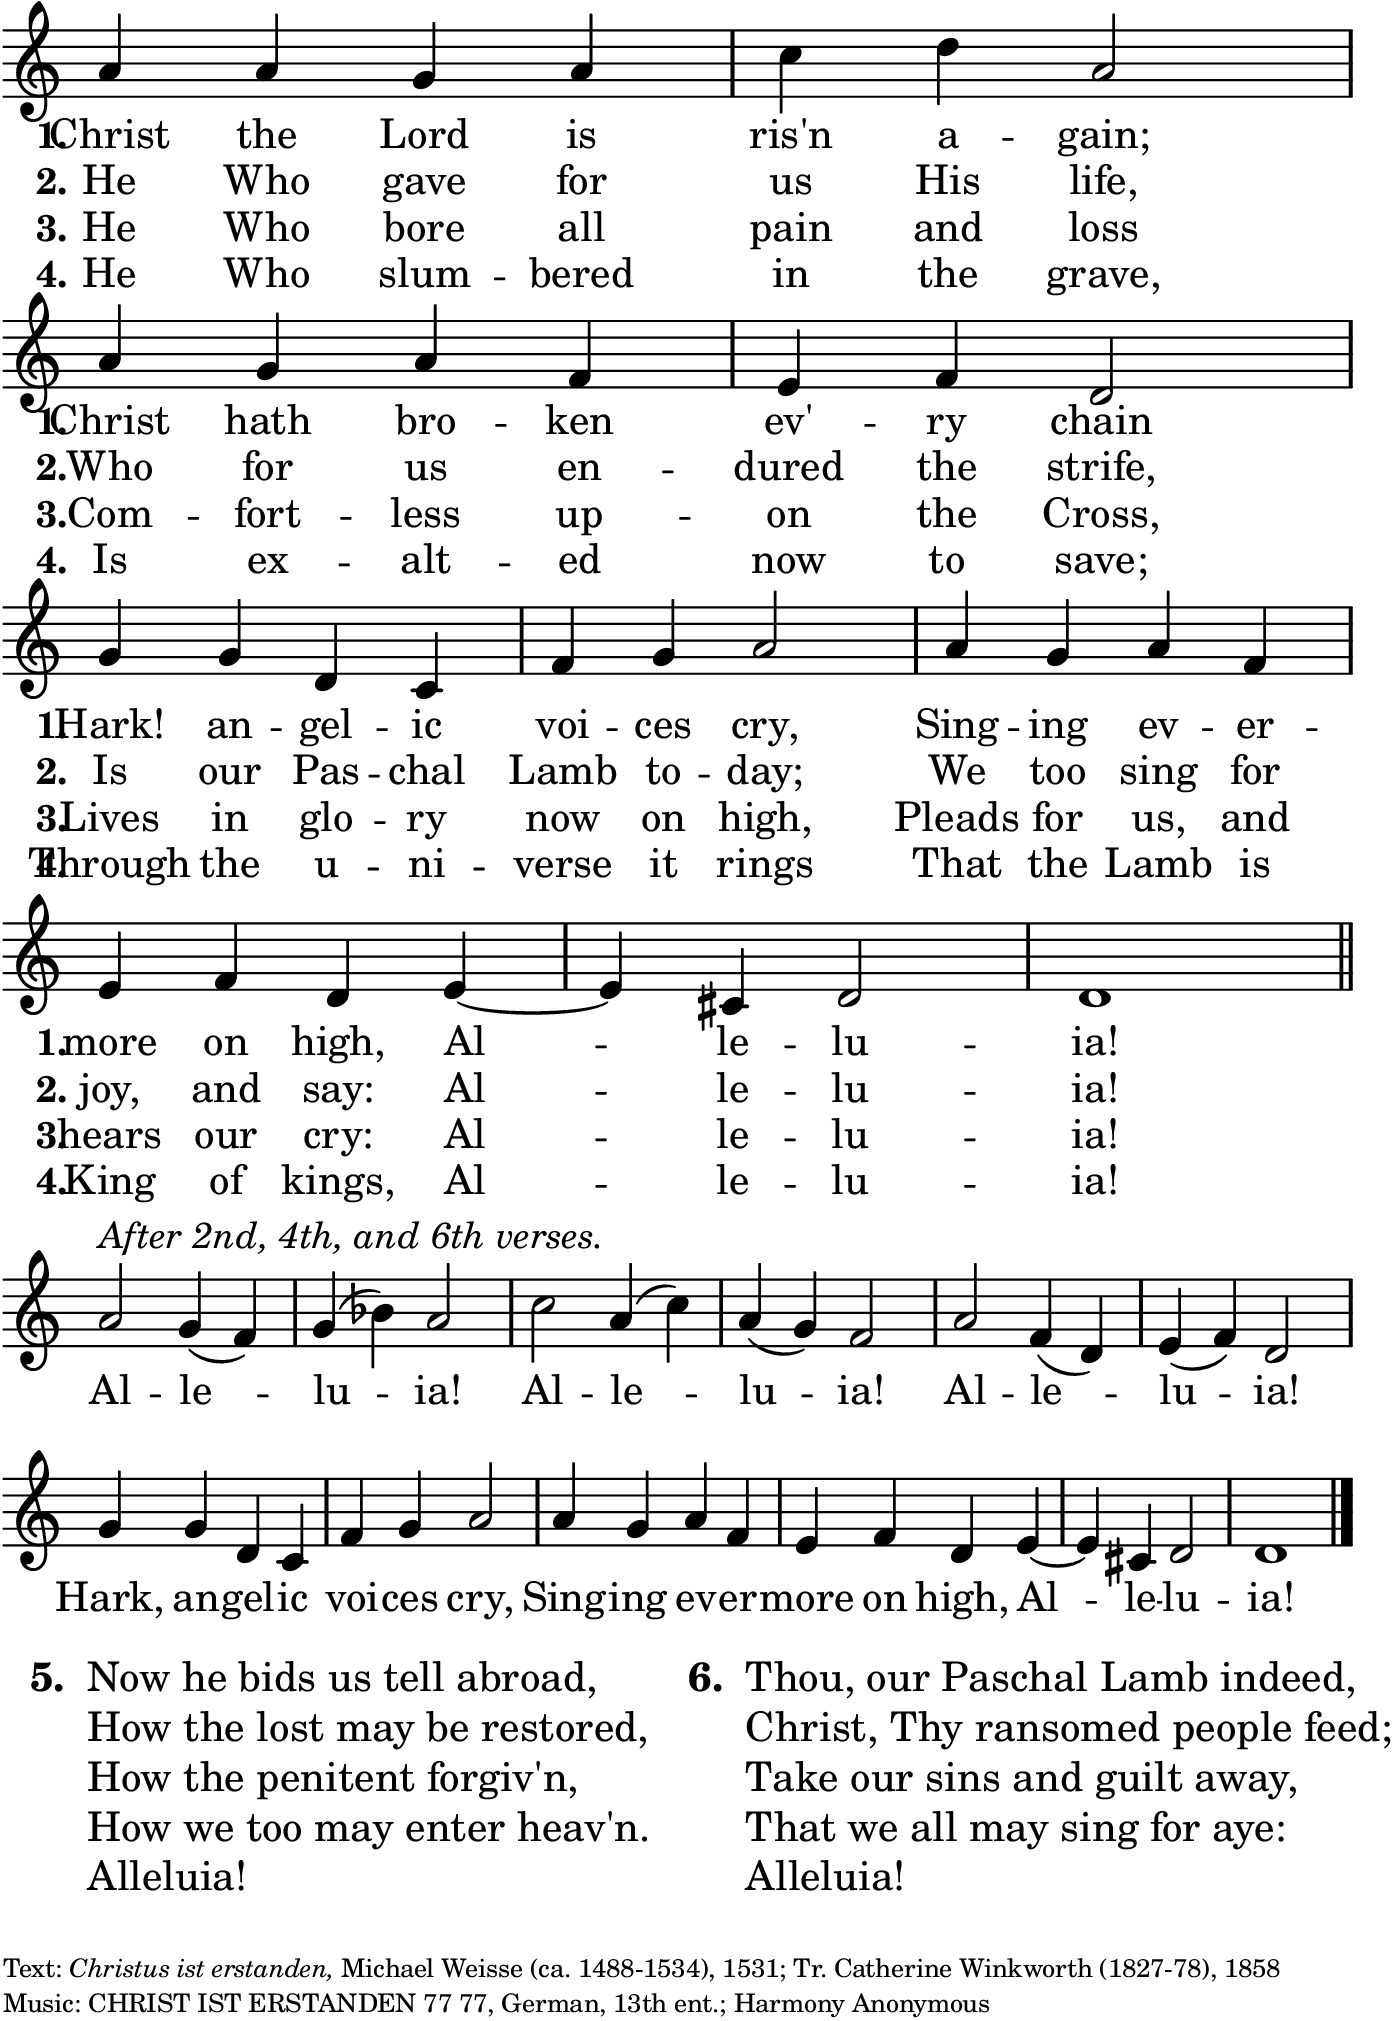 1. Christ the Lord is ris'n a -- gain;
2. He Who gave for us His life,
3. He Who bore all pain and loss
4. He Who slum -- bered in the grave,
1. Christ hath bro -- ken ev' -- ry chain
2. Who for us en -- dured the strife,
3. Com -- fort -- less up -- on the Cross,
4. Is ex -- alt -- ed now to save;
1. Hark! an -- gel -- ic voi -- ces cry, Sing -- ing ev -- er --
2. Is our Pas -- chal Lamb to -- day; We too sing for
3. Lives in glo -- ry now on high, Pleads for us, and
4. Through the u -- ni -- verse it rings That the Lamb is
1. more on high, Al -- le -- lu -- ia!
2. joy, and say: Al -- le -- lu -- ia!
3. hears our cry: Al -- le -- lu -- ia!
4. King of kings, Al -- le -- lu -- ia!
After 2nd, 4th, and 6th verses.
Al -- le -- lu -- ia! Al -- le -- lu -- ia! Al -- le -- lu -- ia!
Hark, angelic voices cry, Singing evermore on high, Al -- le -- lu -- ia!
5. Now he bids us tell abroad,
How the lost may be restored,
How the penitent forgiv'n,
How we too may enter heav'n.
Alleluia!
6. Thou, our Paschal Lamb indeed,
Christ, Thy ransomed people feed;
Take our sins and guilt away,
That we all may sing for aye:
Alleluia!
Text: Christus ist erstanden, Michael Weisse (ca. 1488-1534), 1531; Tr. Catherine Winkworth (1827-78), 1858
Music: CHRIST IST ERSTANDEN 77 77, German, 13th ent.; Harmony Anonymous